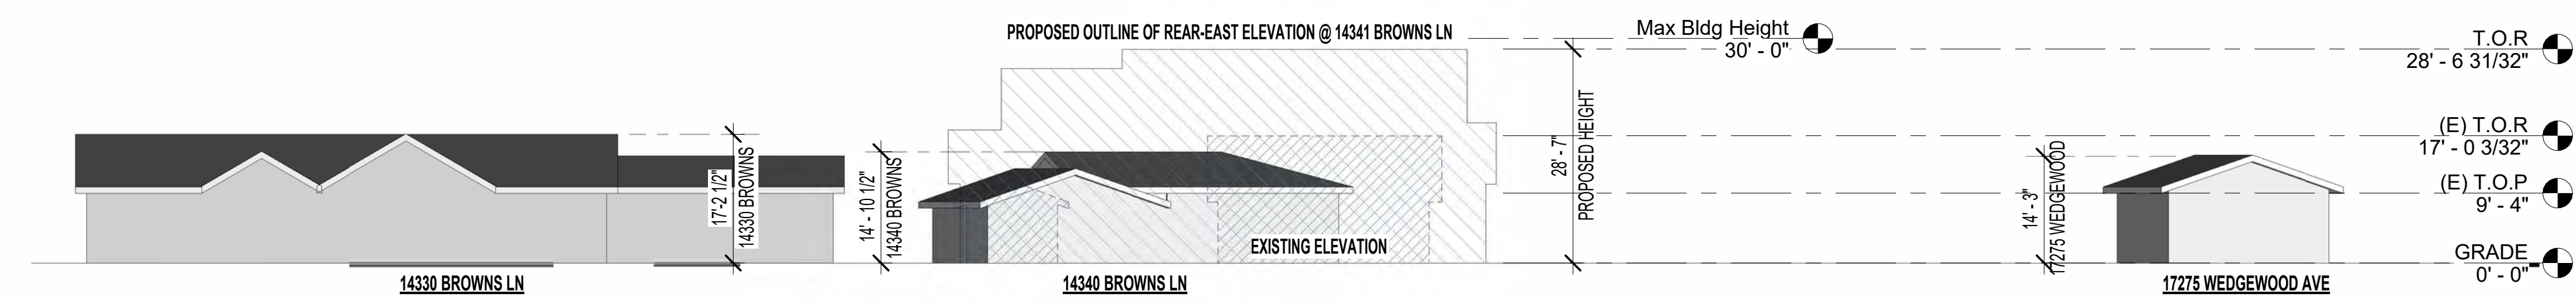 PROPOSED OUTLINE OF REAR-EAST ELEVATION @ 14341 BROWNS LN
Max Bldg Height
30' - 0"
T.O.R
28' - 6 31/32"
(E) T.O.R
17' - 0 3/32"
(E) T.O.P
9' - 4"
GRADE
0' - 0"
17'-2 1/2"
14330 BROWNS
14' - 10 1/2"
14340 BROWNS
EXISTING ELEVATION
28' - 7"
PROPOSED HEIGHT
14' - 3"
17275 WEDGEWOOD
14330 BROWNS LN
14340 BROWNS LN
17275 WEDGEWOOD AVE